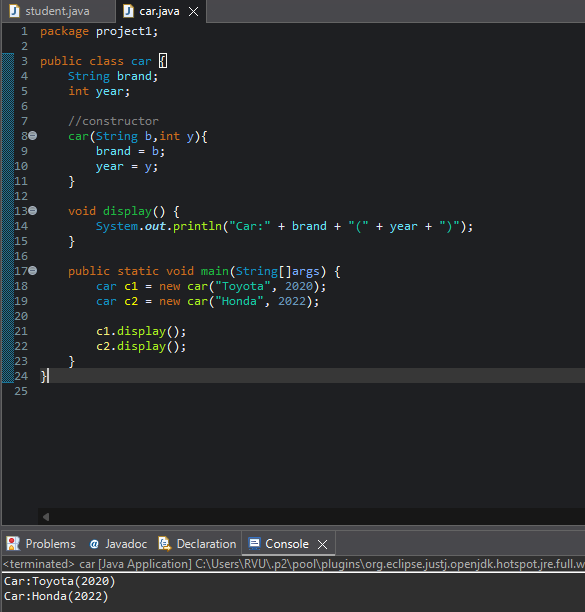 student.java car.java
1 package project1;
2
3 public class car {
4     String brand;
5     int year;
6
7     //constructor
8     car(String b,int y){
9         brand = b;
10         year = y;
11     }
12
13     void display() {
14         System.out.println("Car:" + brand + "(" + year + ")");
15     }
16
17     public static void main(String[]args) {
18         car c1 = new car("Toyota", 2020);
19         car c2 = new car("Honda", 2022);
20
21         c1.display();
22         c2.display();
23     }
24 }
25
Problems @ Javadoc Declaration Console
<terminated> car [Java Application] C:\Users\RVU\.p2\pool\plugins\org.eclipse.justj.openjdk.hotspot.jre.full.w
Car:Toyota(2020)
Car:Honda(2022)